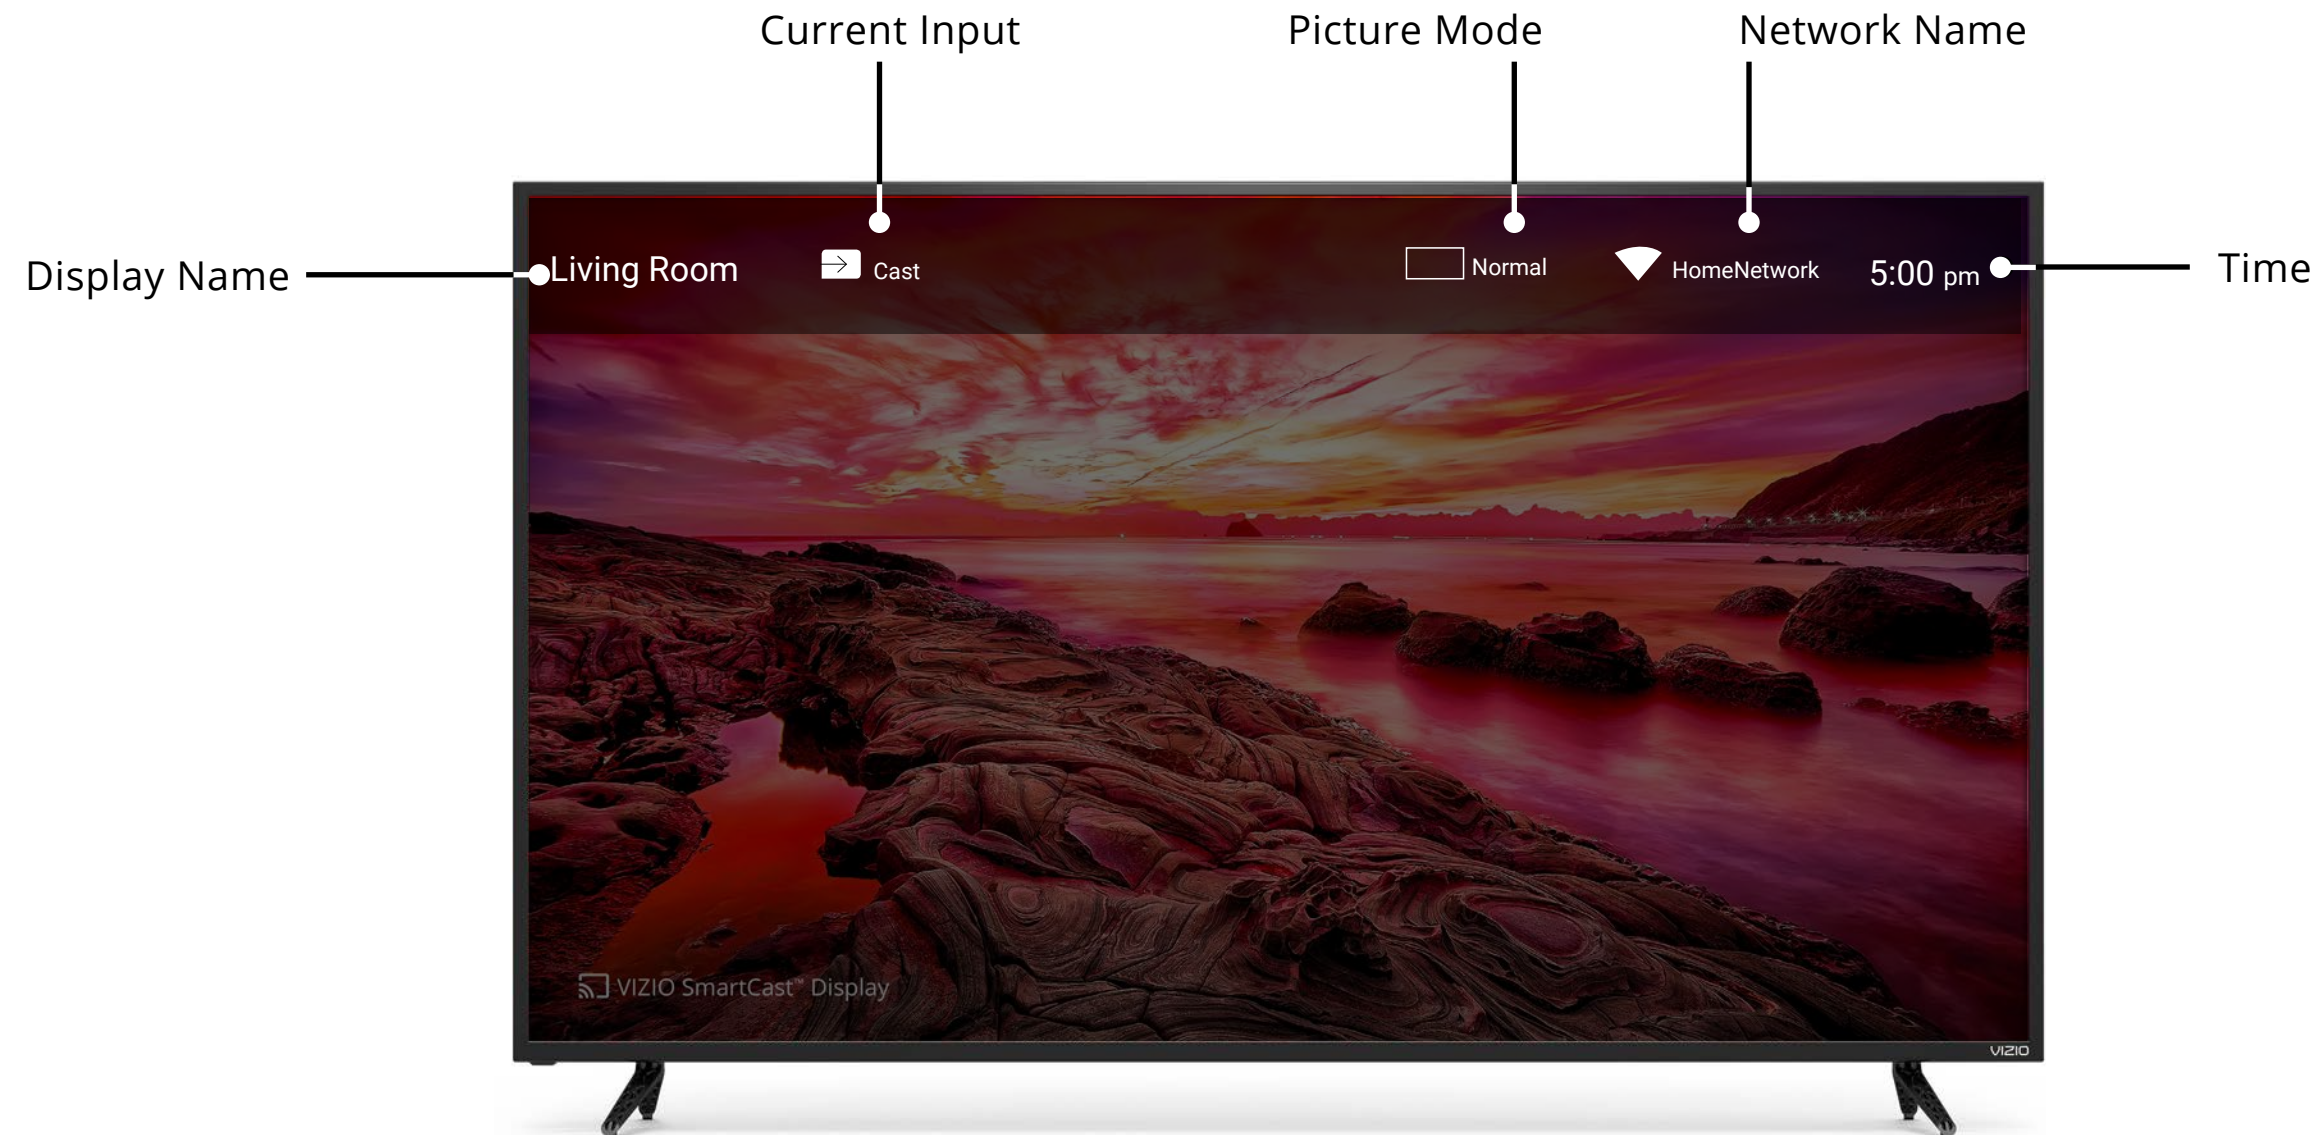 Current Input
Picture Mode
Network Name
Display Name
Living Room
Cast
Normal
HomeNetwork
5:00 pm
Time
VIZIO SmartCast™ Display
VIZIO